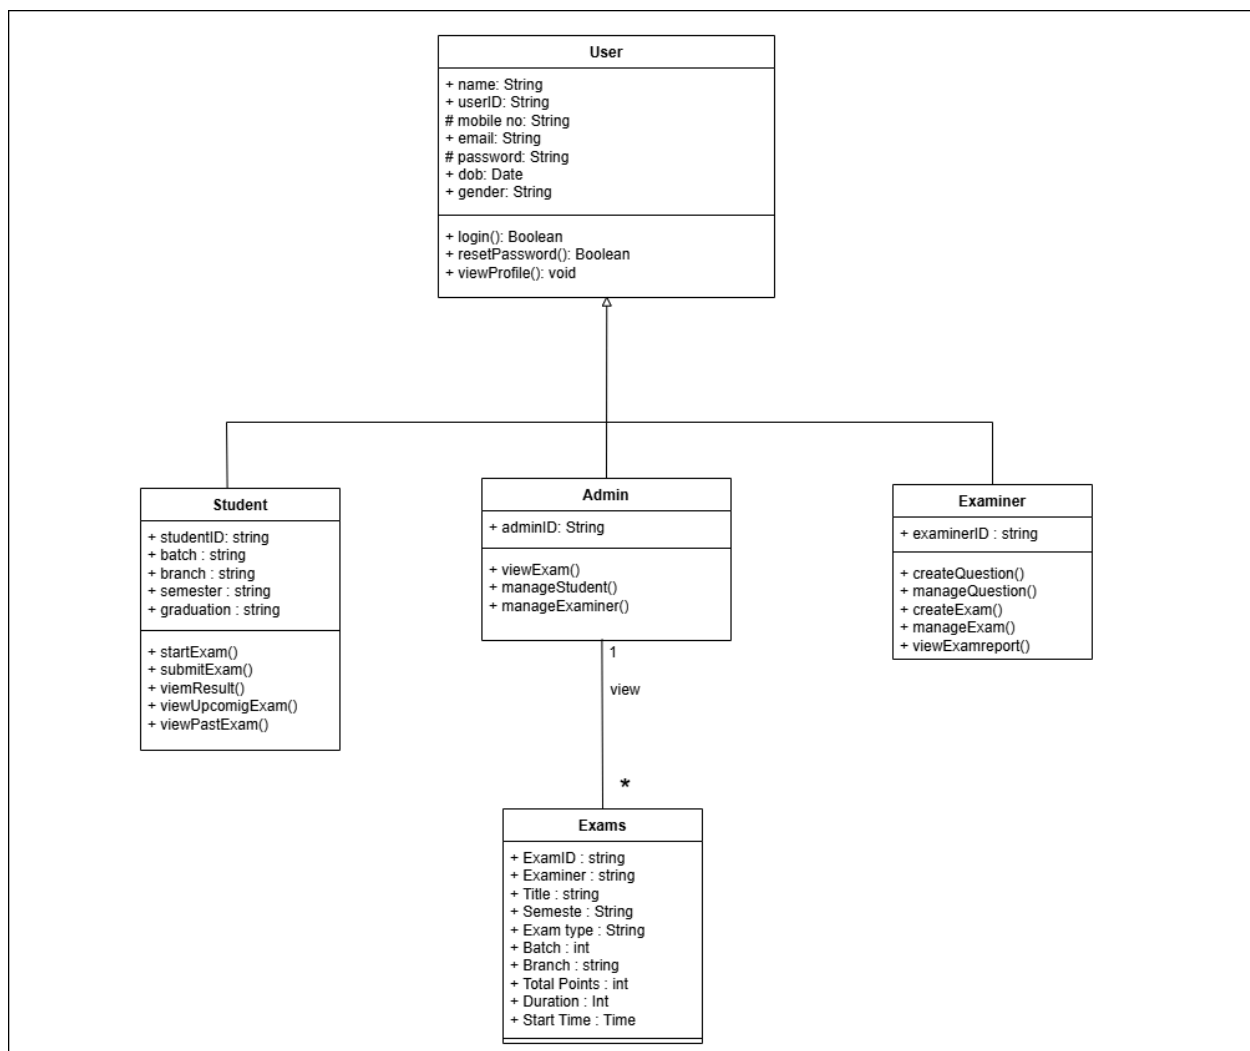 User
+ name: String
+ userID: String
# mobile no: String
+ email: String
# password: String
+ dob: Date
+ gender: String
+ login(): Boolean
+ resetPassword(): Boolean
+ viewProfile(): void
Student
+ studentID: string
+ batch : string
+ branch : string
+ semester : string
+ graduation : string
+ startExam()
+ submitExam()
+ viemResult()
+ viewUpcomigExam()
+ viewPastExam()
Admin
+ adminID: String
+ viewExam()
+ manageStudent()
+ manageExaminer()
Examiner
+ examinerID : string
+ createQuestion()
+ manageQuestion()
+ createExam()
+ manageExam()
+ viewExamreport()
1
view
*
Exams
+ ExamID : string
+ Examiner : string
+ Title : string
+ Semeste : String
+ Exam type : String
+ Batch : int
+ Branch : string
+ Total Points : int
+ Duration : Int
+ Start Time : Time